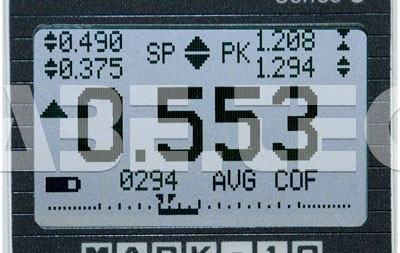 0.490 SP PK 1.208
0.375 1.294
0.553
0294 AVG COF
MARK-10